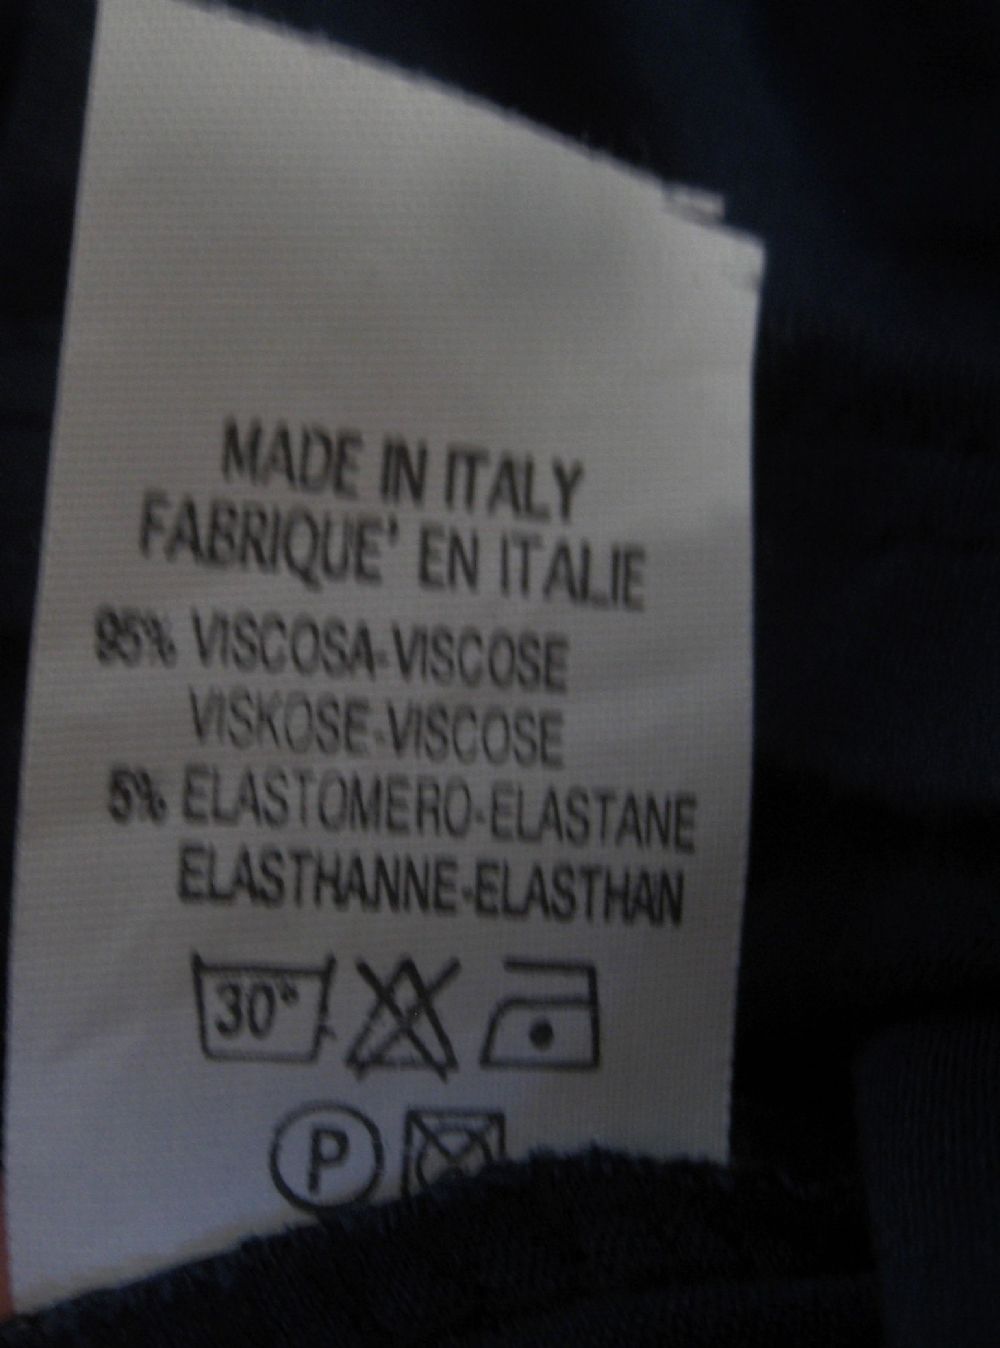 MADE IN ITALY
FABRIQUE' EN ITALIE
95% VISCOSA-VISCOSE
VISKOSE-VISCOSE
5% ELASTOMERO-ELASTANE
ELASTHANNE-ELASTHAN
30°
P